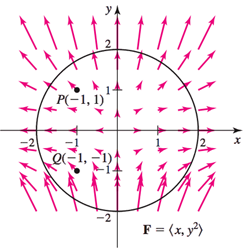 y
2
1
P(−1, 1)
−2 −1 1 2 x
Q(−1, −1)
−1
−2
F = ⟨x, y²⟩